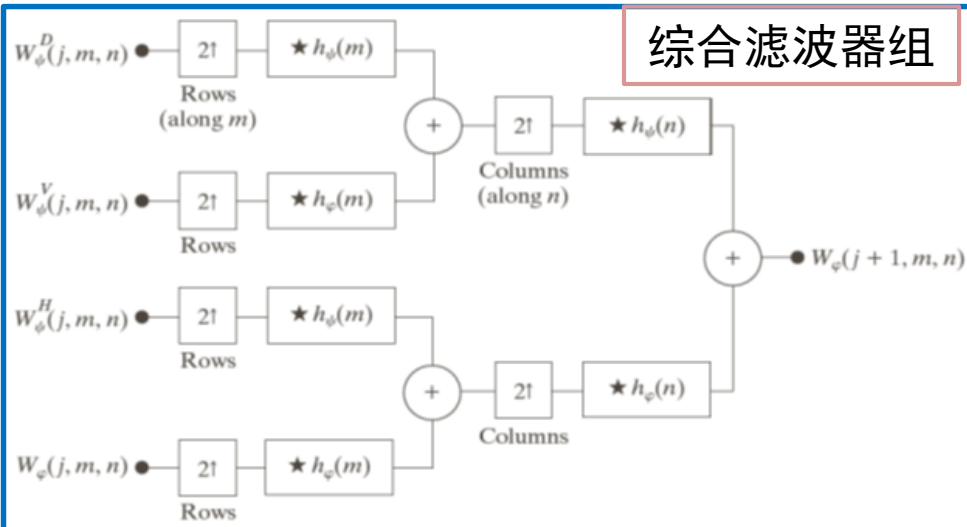 综合滤波器组
W_ψ^D(j, m, n)
2↑
★ h_ψ(m)
Rows
(along m)
+
2↑
★ h_ψ(n)
Columns
(along n)
W_ψ^V(j, m, n)
2↑
★ h_φ(m)
Rows
+
W_φ(j + 1, m, n)
W_ψ^H(j, m, n)
2↑
★ h_ψ(m)
Rows
+
2↑
★ h_φ(n)
Columns
W_φ(j, m, n)
2↑
★ h_φ(m)
Rows